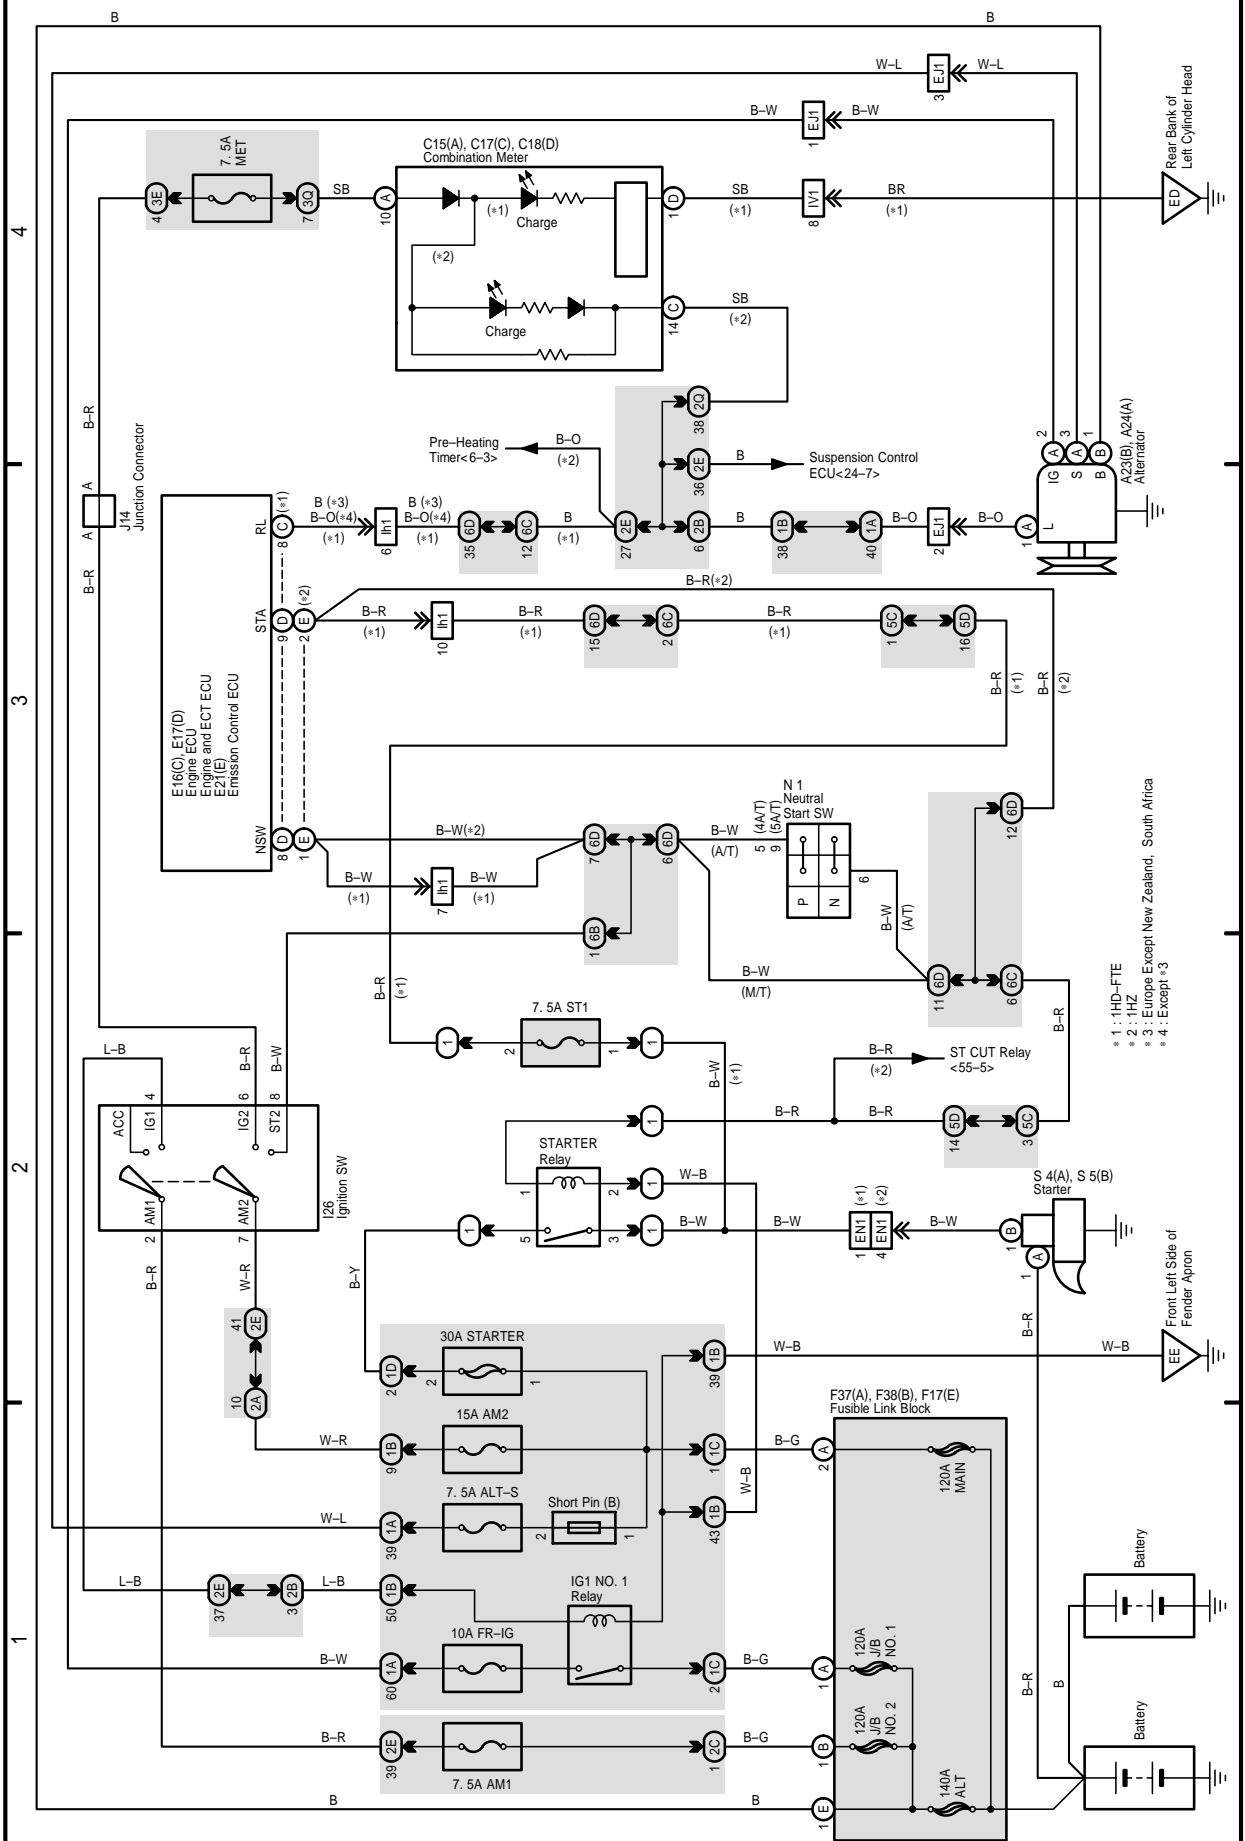 B
B
W–L
3 EJ1
W–L
B–W
1 EJ1
B–W
7. 5A
MET
4 3E
7 3Q
SB
C15(A), C17(C), C18(D)
Combination Meter
10 A
(*1)
Charge
(*2)
Charge
1 D
SB
(*1)
8 IV1
BR
(*1)
ED
Rear Bank of
Left Cylinder Head
14 C
SB
(*2)
4
B–R
J14
Junction Connector
A
A
B–R
Pre–Heating
Timer<6–3>
B–O
(*2)
38 2Q
36 2E
B
Suspension Control
ECU<24–7>
RL
8 C (*1)
B (*3)
B–O(*4)
(*1)
6 Ih1
B (*3)
B–O(*4)
(*1)
35 6D
12 6C
B
(*1)
27 2E
6 2B
B
38 1B
40 1A
B–O
2 EJ1
B–O
1 A
L
IG
S
B
2 A
3 A
1 B
A23(B), A24(A)
Alternator
B–R(*2)
STA
9 D
2 E (*2)
B–R
(*1)
10 Ih1
B–R
(*1)
15 6D
2 6C
B–R
(*1)
1 5C
16 5D
B–R
(*1)
B–R
(*2)
3
E16(C), E17(D)
Engine ECU
Engine and ECT ECU
E21(E)
Emission Control ECU
NSW
8 D
1 E
B–W(*2)
B–W
(*1)
7 Ih1
B–W
(*1)
7 6D
6 6D
1 6B
B–W
(A/T)
5 (4A/T)
9 (5A/T)
N 1
Neutral
Start SW
P
N
6
B–W
(A/T)
B–W
(M/T)
12 6D
11 6D
6 6C
B–R
* 1 : 1HD–FTE
* 2 : 1HZ
* 3 : Europe Except New Zealand, South Africa
* 4 : Except *3
B–R
(*1)
7. 5A ST1
1
2
1
1
B–W
(*1)
B–R
(*2)
ST CUT Relay
<55–5>
1
B–R
B–R
14 5D
3 5C
L–B
B–R
B–W
4
6
8
ACC
IG1
IG2
ST2
AM1
AM2
I26
Ignition SW
2
7
B–R
W–R
2
STARTER
Relay
1
2
1
W–B
1
5
3
1
B–W
B–W
1 EN1 (*1)
4 EN1 (*2)
B–W
1 B
1 A
S 4(A), S 5(B)
Starter
B–Y
B–R
41 2E
10 2A
30A STARTER
2 1D
2
1
39 1B
W–B
W–B
EE
Front Left Side of
Fender Apron
F37(A), F38(B), F17(E)
Fusible Link Block
W–R
9 1B
15A AM2
1 1C
B–G
2 A
120A
MAIN
7. 5A ALT–S
Short Pin (B)
W–L
39 1A
2
1
43 1B
W–B
L–B
37 2E
3 2B
L–B
50 1B
IG1 NO. 1
Relay
10A FR–IG
B–W
60 1A
2 1C
B–G
1 A
120A
J/B
NO. 1
Battery
1
B–R
39 2E
7. 5A AM1
1 2C
B–G
1 B
120A
J/B
NO. 2
B–R
B
Battery
B
B
1 E
140A
ALT